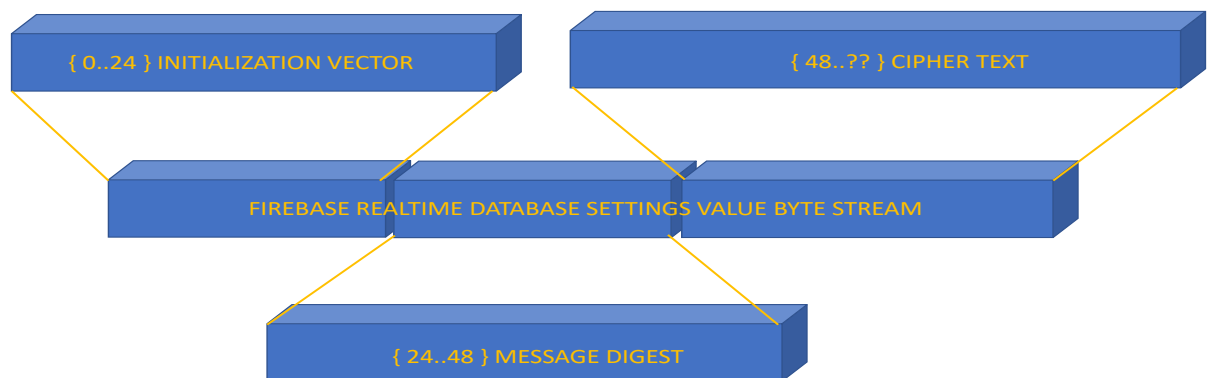 { 0..24 } INITIALIZATION VECTOR
{ 48..?? } CIPHER TEXT
FIREBASE REALTIME DATABASE SETTINGS VALUE BYTE STREAM
{ 24..48 } MESSAGE DIGEST